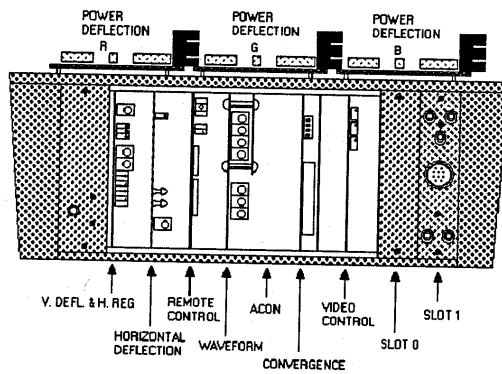 POWER
DEFLECTION
R
POWER
DEFLECTION
G
POWER
DEFLECTION
B
V. DEFL. & H. REG
HORIZONTAL
DEFLECTION
REMOTE
CONTROL
WAVEFORM
ACON
CONVERGENCE
VIDEO
CONTROL
SLOT 0
SLOT 1